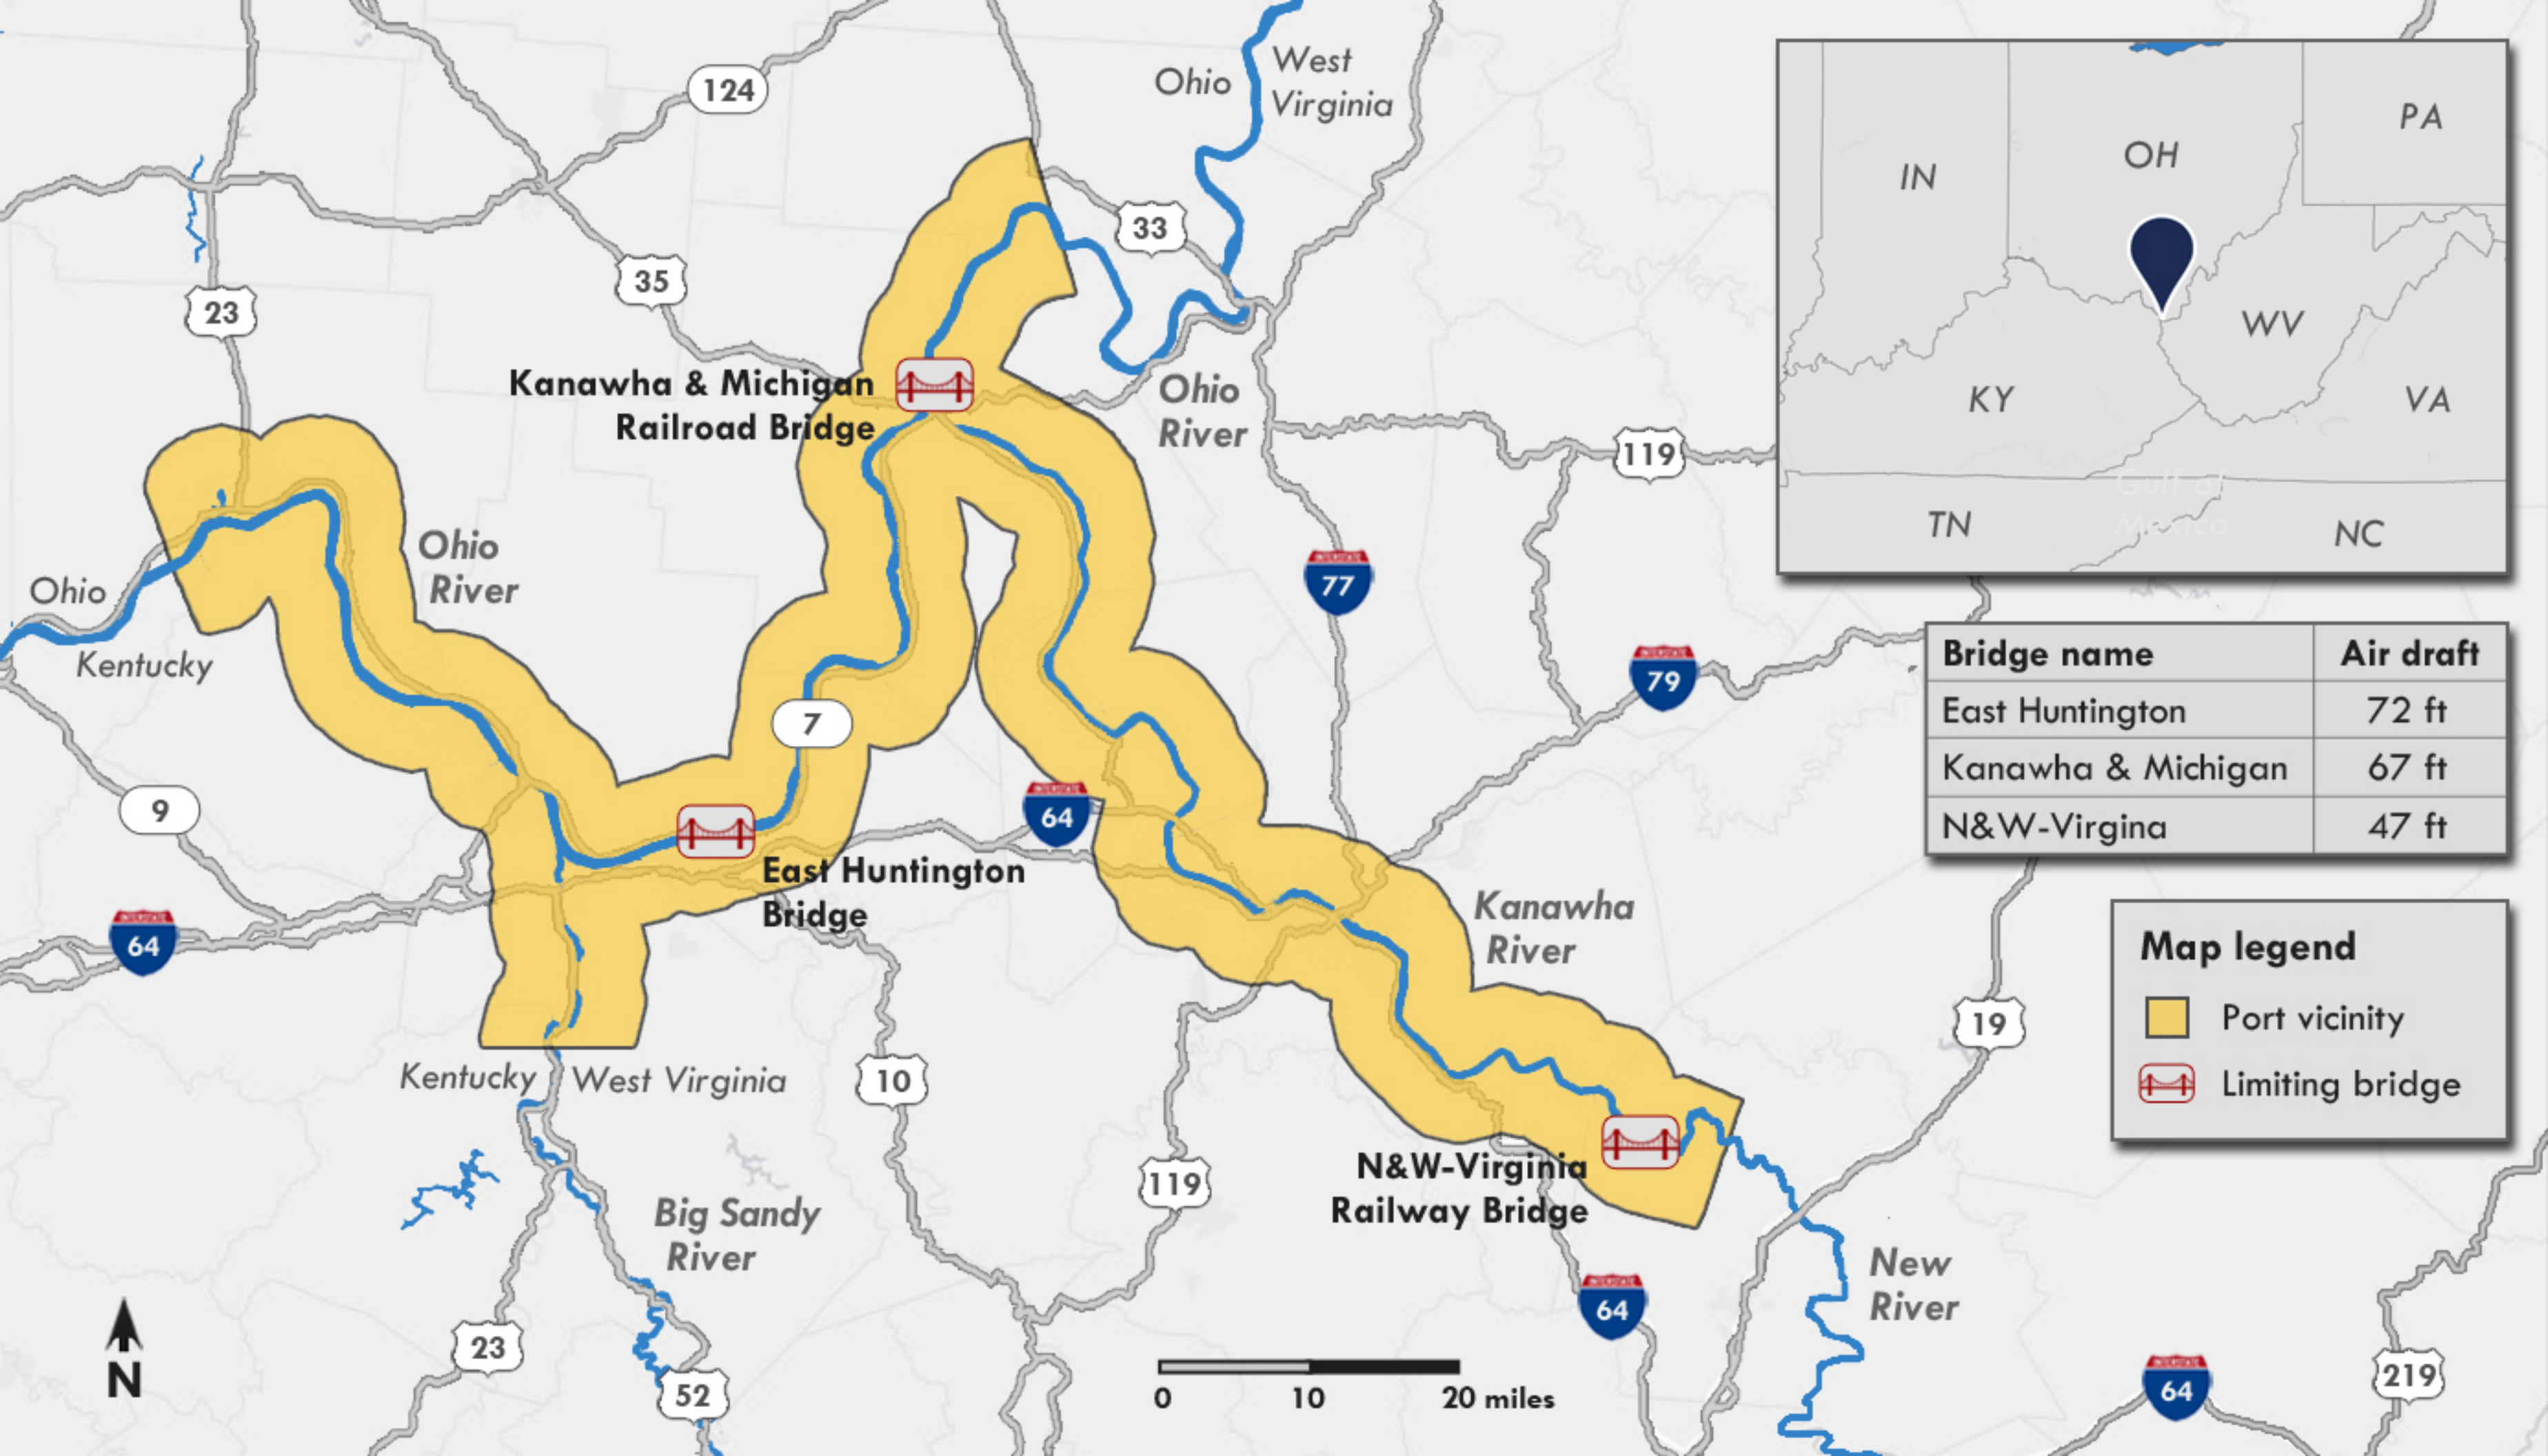 124
Ohio
West
Virginia
33
35
23
Kanawha & Michigan
Railroad Bridge
Ohio
River
119
Ohio
River
77
Ohio
Kentucky
79
7
9
64
East Huntington
Bridge
64
Kanawha
River
Kentucky
West Virginia
10
119
19
N&W-Virginia
Railway Bridge
Big Sandy
River
New
River
64
23
52
64
219
N
0
10
20 miles
PA
OH
IN
WV
KY
VA
Gulf of
Mexico
TN
NC
Bridge name Air draft
East Huntington 72 ft
Kanawha & Michigan 67 ft
N&W-Virgina 47 ft
Map legend
Port vicinity
Limiting bridge